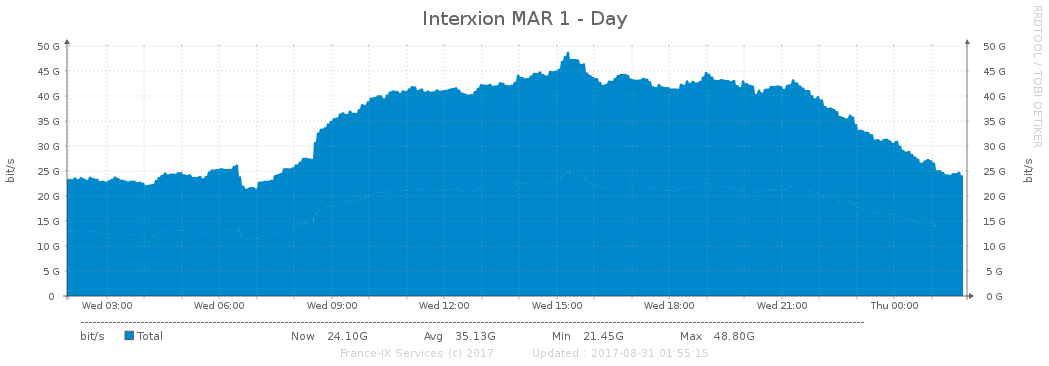 Interxion MAR 1 - Day
RRDTOOL / TOBI OETIKER
50 G 50 G
45 G 45 G
40 G 40 G
35 G 35 G
30 G 30 G
25 G 25 G
20 G 20 G
15 G 15 G
10 G 10 G
5 G 5 G
0 0 G
bit/s bit/s
Wed 03:00 Wed 06:00 Wed 09:00 Wed 12:00 Wed 15:00 Wed 18:00 Wed 21:00 Thu 00:00
bit/s Total Now 24.10G Avg 35.13G Min 21.45G Max 48.80G
France-IX Services (c) 2017 Updated : 2017-08-31 01:55:15